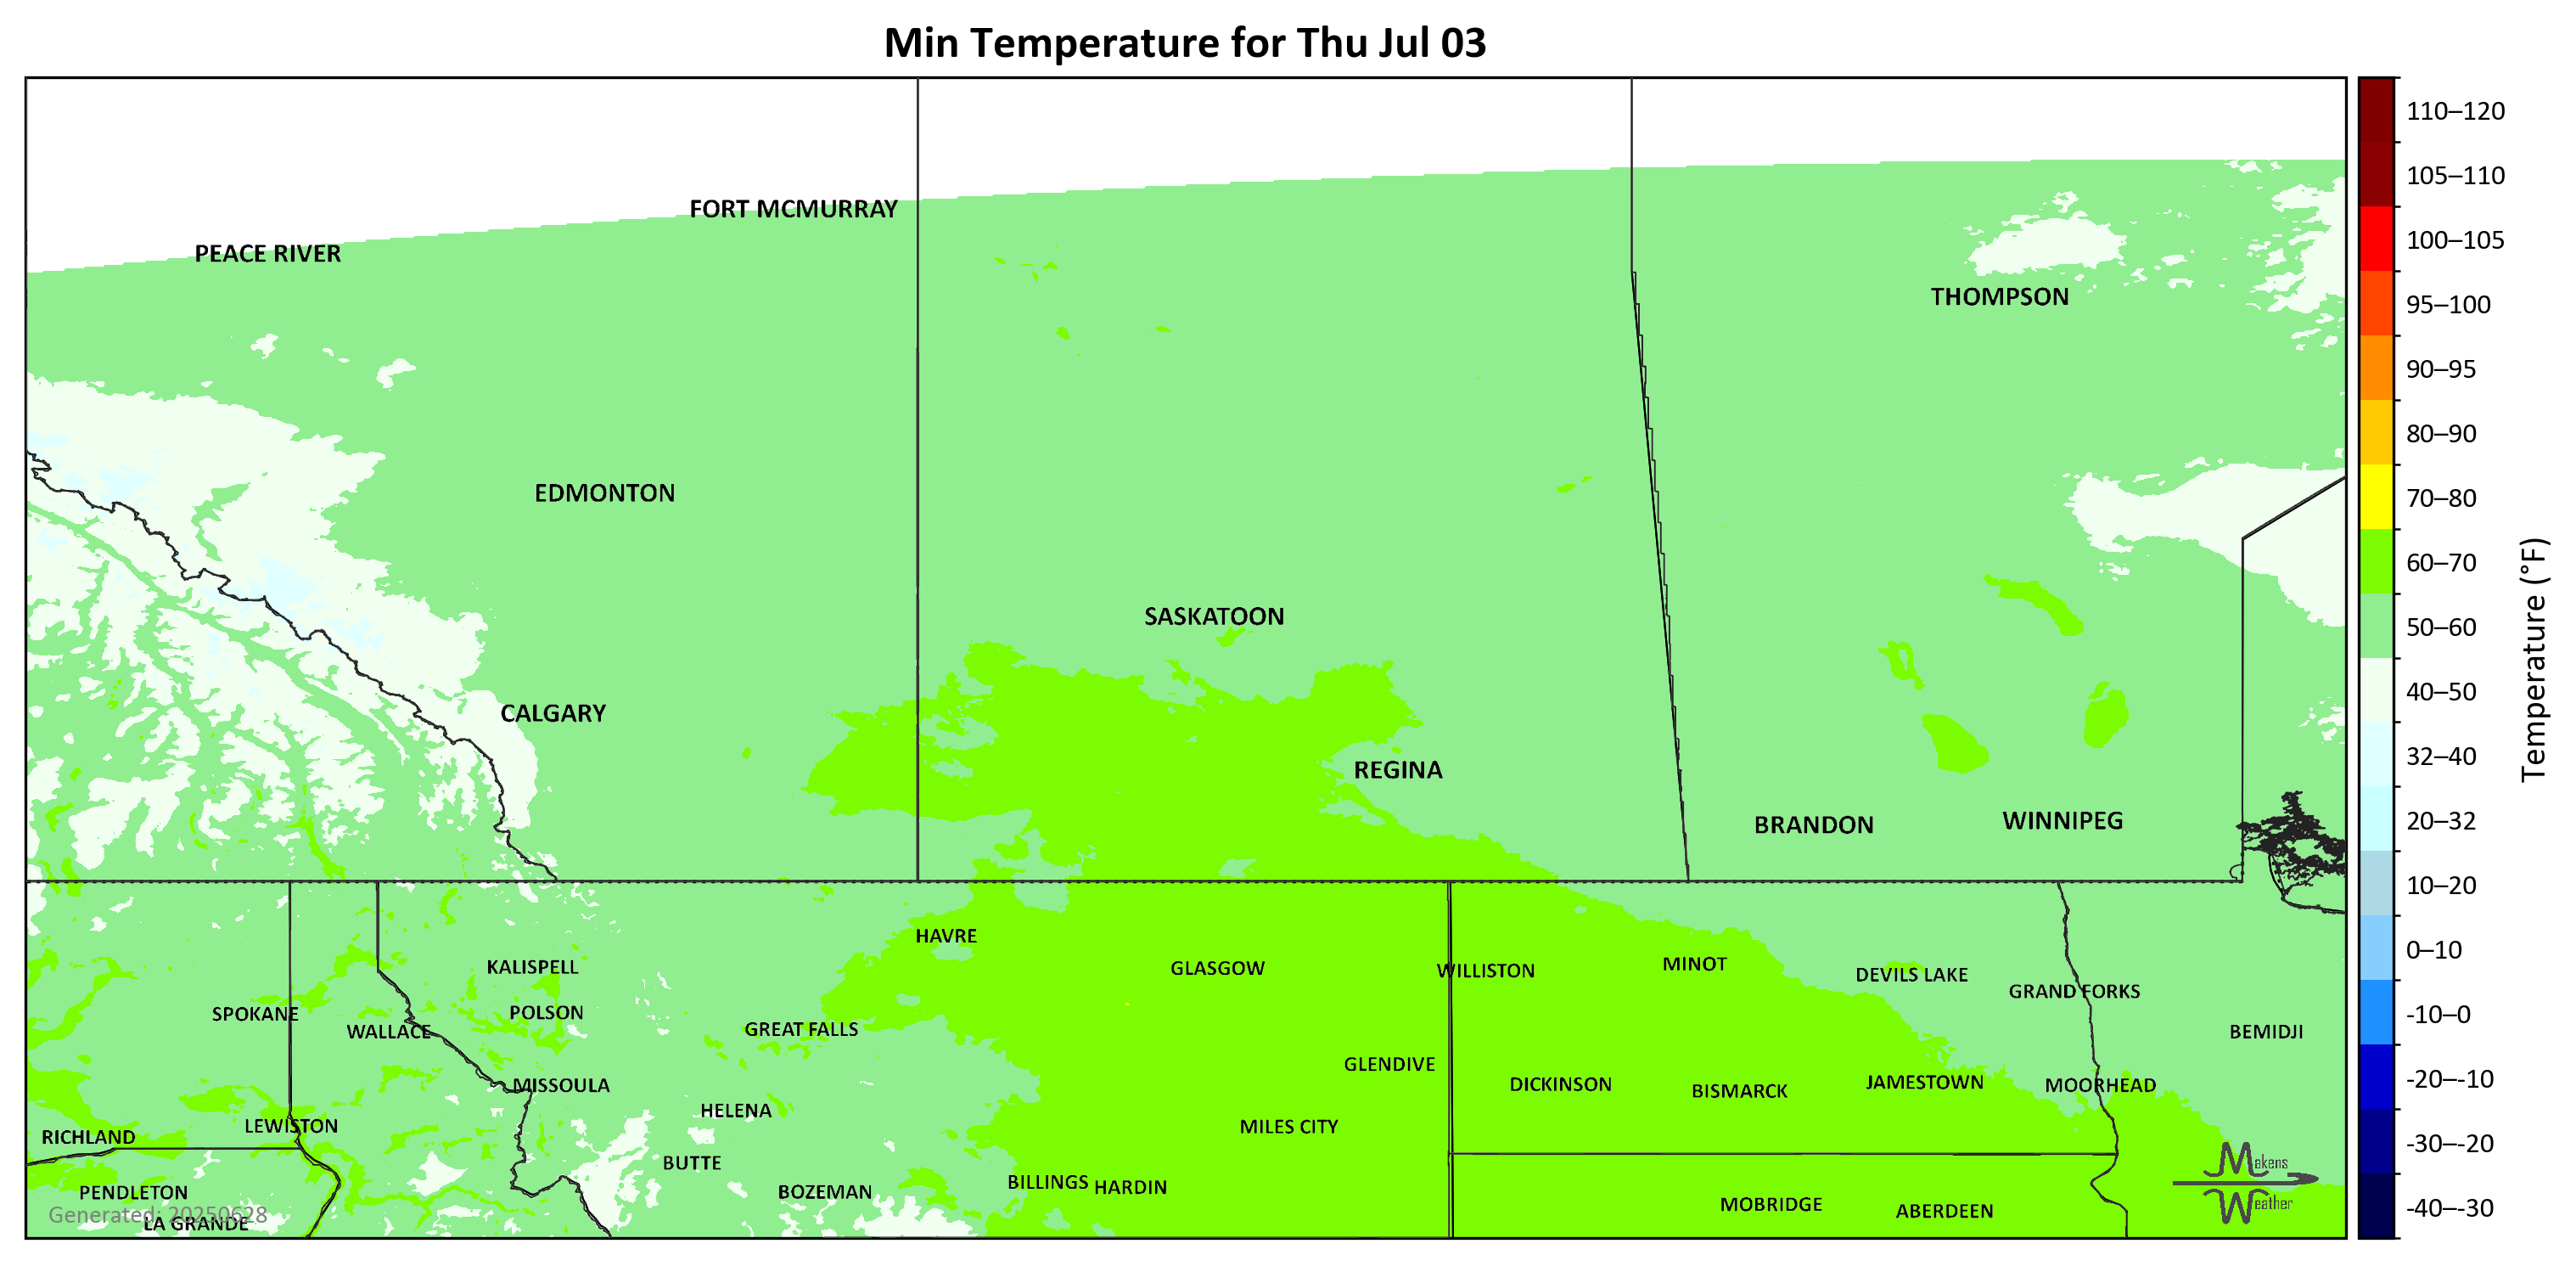 Min Temperature for Thu Jul 03
110–120
105–110
FORT MCMURRAY
100–105
PEACE RIVER
THOMPSON
95–100
90–95
80–90
EDMONTON
70–80
60–70
SASKATOON
50–60
Temperature (°F)
40–50
CALGARY
32–40
REGINA
20–32
BRANDON
WINNIPEG
10–20
HAVRE
0–10
KALISPELL
GLASGOW
WILLISTON
MINOT
DEVILS LAKE
GRAND FORKS
SPOKANE
POLSON
-10–0
WALLACE
GREAT FALLS
BEMIDJI
GLENDIVE
-20–-10
MISSOULA
DICKINSON
BISMARCK
JAMESTOWN
MOORHEAD
HELENA
LEWISTON
MILES CITY
RICHLAND
-30–-20
BUTTE
Makens
PENDLETON
BOZEMAN
BILLINGS
HARDIN
Weather
MOBRIDGE
ABERDEEN
-40–-30
Generated: 20250628
LA GRANDE